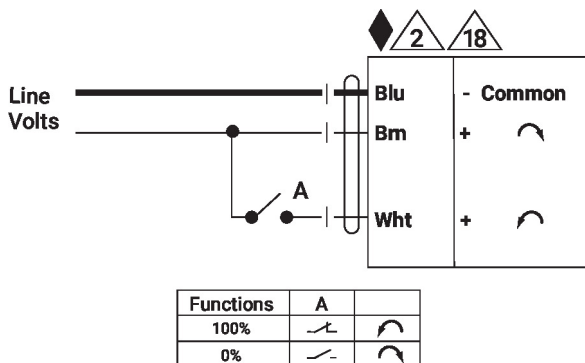 2 18
Line Volts
Blu - Common
Brn +
A
Wht +
Functions A
100%
0%